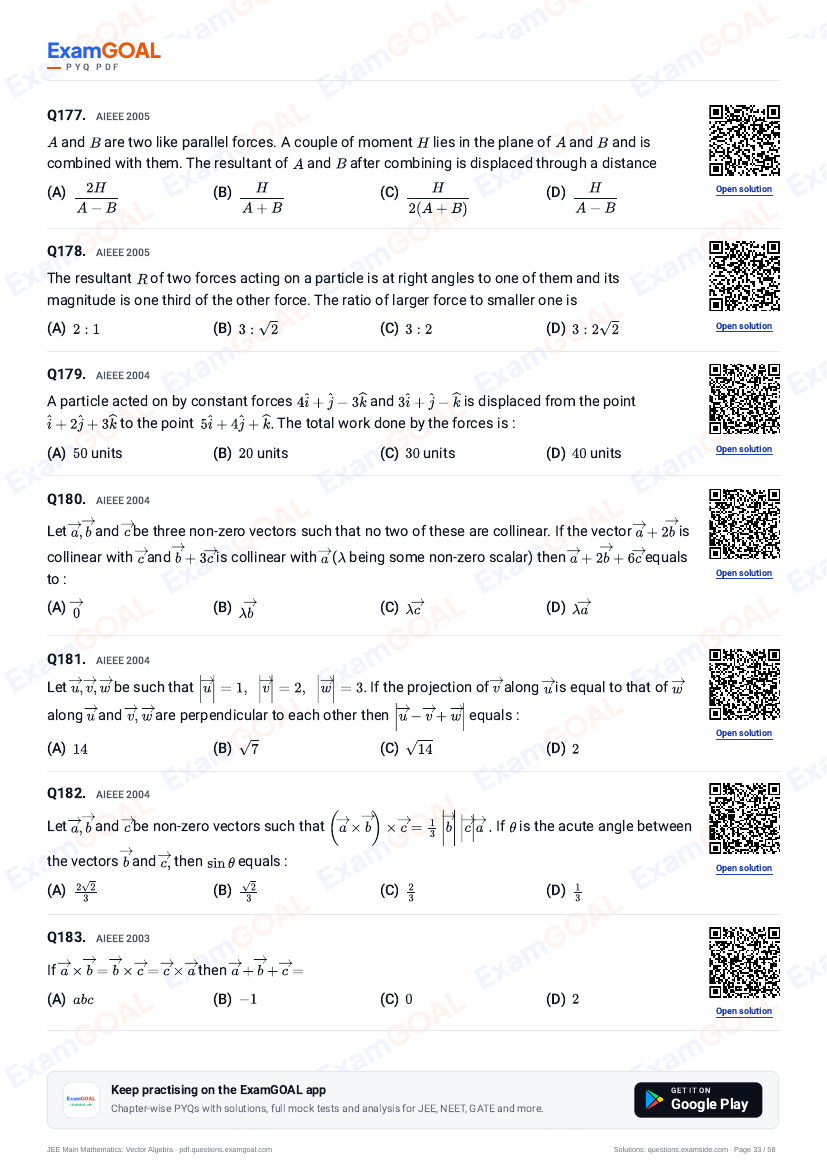 ExamGOAL
PYQ PDF
Q177. AIEEE 2005
A and B are two like parallel forces. A couple of moment H lies in the plane of A and B and is
combined with them. The resultant of A and B after combining is displaced through a distance
(A) 2H/(A − B) (B) H/(A + B) (C) H/(2(A + B)) (D) H/(A − B)
Open solution
Q178. AIEEE 2005
The resultant R of two forces acting on a particle is at right angles to one of them and its
magnitude is one third of the other force. The ratio of larger force to smaller one is
(A) 2 : 1 (B) 3 : √2 (C) 3 : 2 (D) 3 : 2√2
Open solution
Q179. AIEEE 2004
A particle acted on by constant forces 4î + ĵ − 3k̂ and 3î + ĵ − k̂ is displaced from the point
î + 2ĵ + 3k̂ to the point 5î + 4ĵ + k̂. The total work done by the forces is :
(A) 50 units (B) 20 units (C) 30 units (D) 40 units
Open solution
Q180. AIEEE 2004
Let a⃗, b⃗ and c⃗ be three non-zero vectors such that no two of these are collinear. If the vector a⃗ + 2b⃗ is
collinear with c⃗ and b⃗ + 3c⃗ is collinear with a⃗ (λ being some non-zero scalar) then a⃗ + 2b⃗ + 6c⃗ equals
to :
(A) 0⃗ (B) λb⃗ (C) λc⃗ (D) λa⃗
Open solution
Q181. AIEEE 2004
Let u⃗, v⃗, w⃗ be such that |u⃗| = 1, |v⃗| = 2, |w⃗| = 3. If the projection of v⃗ along u⃗ is equal to that of w⃗
along u⃗ and v⃗, w⃗ are perpendicular to each other then |u⃗ − v⃗ + w⃗| equals :
(A) 14 (B) √7 (C) √14 (D) 2
Open solution
Q182. AIEEE 2004
Let a⃗, b⃗ and c⃗ be non-zero vectors such that (a⃗ × b⃗) × c⃗ = 1/3 |b⃗| |c⃗| a⃗ . If θ is the acute angle between
the vectors b⃗ and c⃗, then sin θ equals :
(A) 2√2/3 (B) √2/3 (C) 2/3 (D) 1/3
Open solution
Q183. AIEEE 2003
If a⃗ × b⃗ = b⃗ × c⃗ = c⃗ × a⃗ then a⃗ + b⃗ + c⃗ =
(A) abc (B) −1 (C) 0 (D) 2
Open solution
Keep practising on the ExamGOAL app
Chapter-wise PYQs with solutions, full mock tests and analysis for JEE, NEET, GATE and more.
GET IT ON
Google Play
JEE Main Mathematics: Vector Algebra · pdf.questions.examgoal.com
Solutions: questions.examside.com · Page 33 / 58